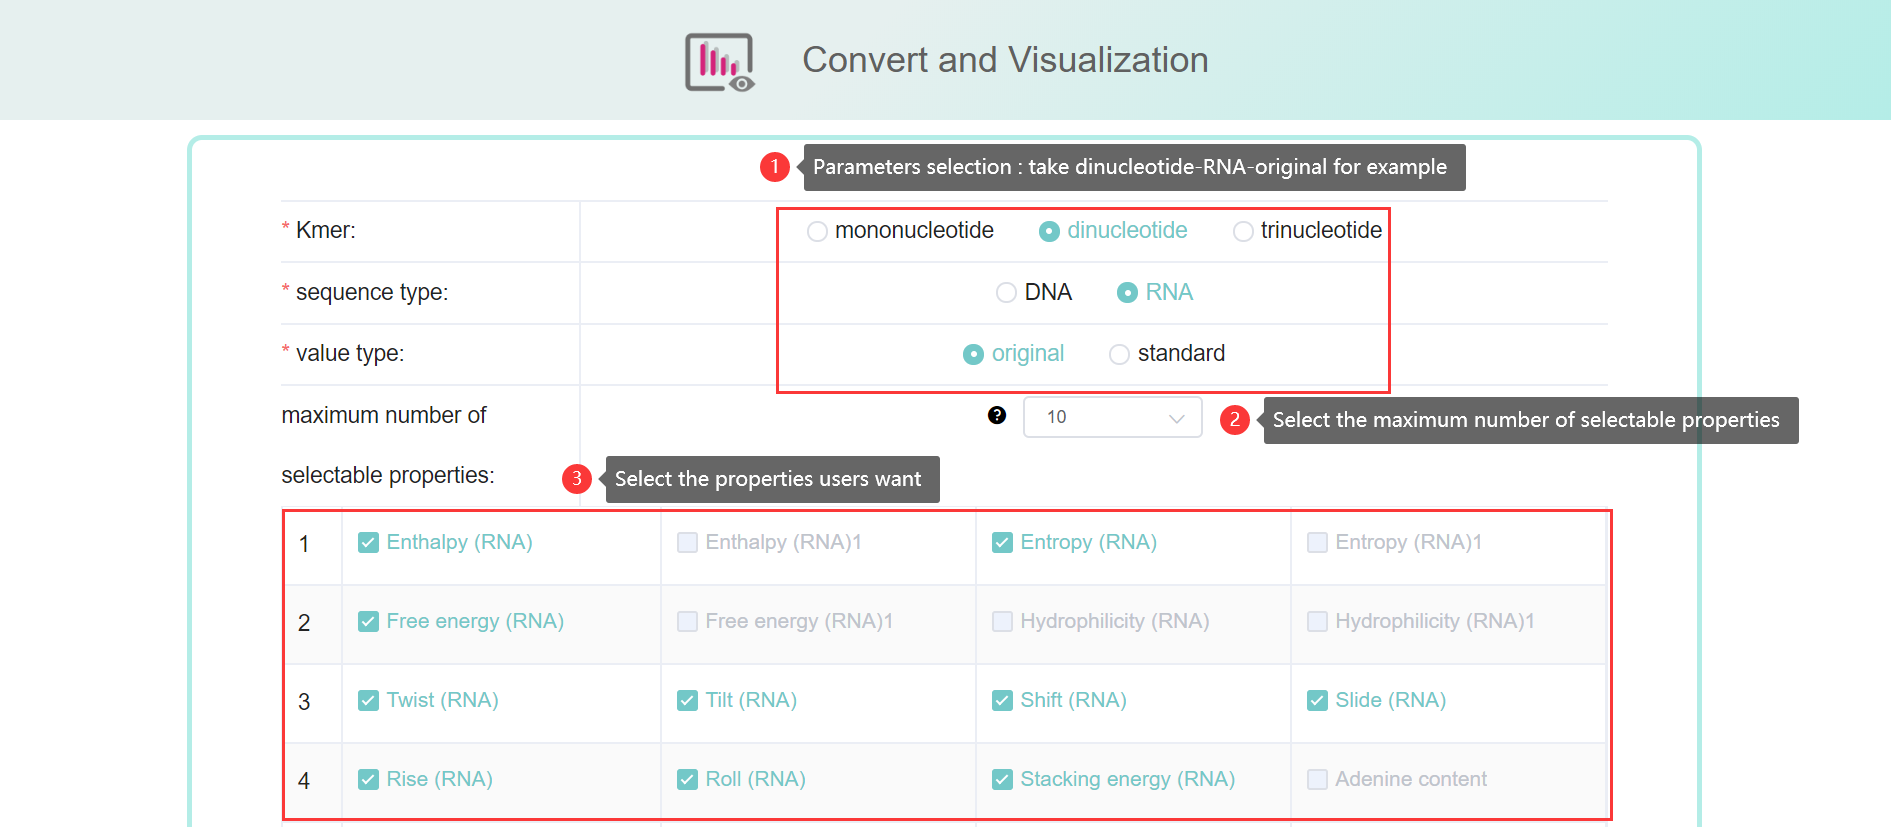 Convert and Visualization
1 Parameters selection : take dinucleotide-RNA-original for example
* Kmer: mononucleotide dinucleotide trinucleotide
* sequence type: DNA RNA
* value type: original standard
maximum number of ? 10 2 Select the maximum number of selectable properties
selectable properties: 3 Select the properties users want
1 Enthalpy (RNA) Enthalpy (RNA)1 Entropy (RNA) Entropy (RNA)1
2 Free energy (RNA) Free energy (RNA)1 Hydrophilicity (RNA) Hydrophilicity (RNA)1
3 Twist (RNA) Tilt (RNA) Shift (RNA) Slide (RNA)
4 Rise (RNA) Roll (RNA) Stacking energy (RNA) Adenine content